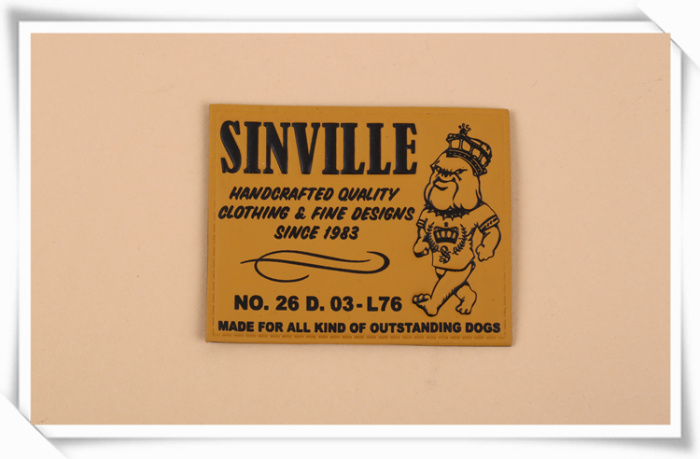 SINVILLE
HANDCRAFTED QUALITY
CLOTHING & FINE DESIGNS
SINCE 1983
NO. 26 D. 03-L76
MADE FOR ALL KIND OF OUTSTANDING DOGS